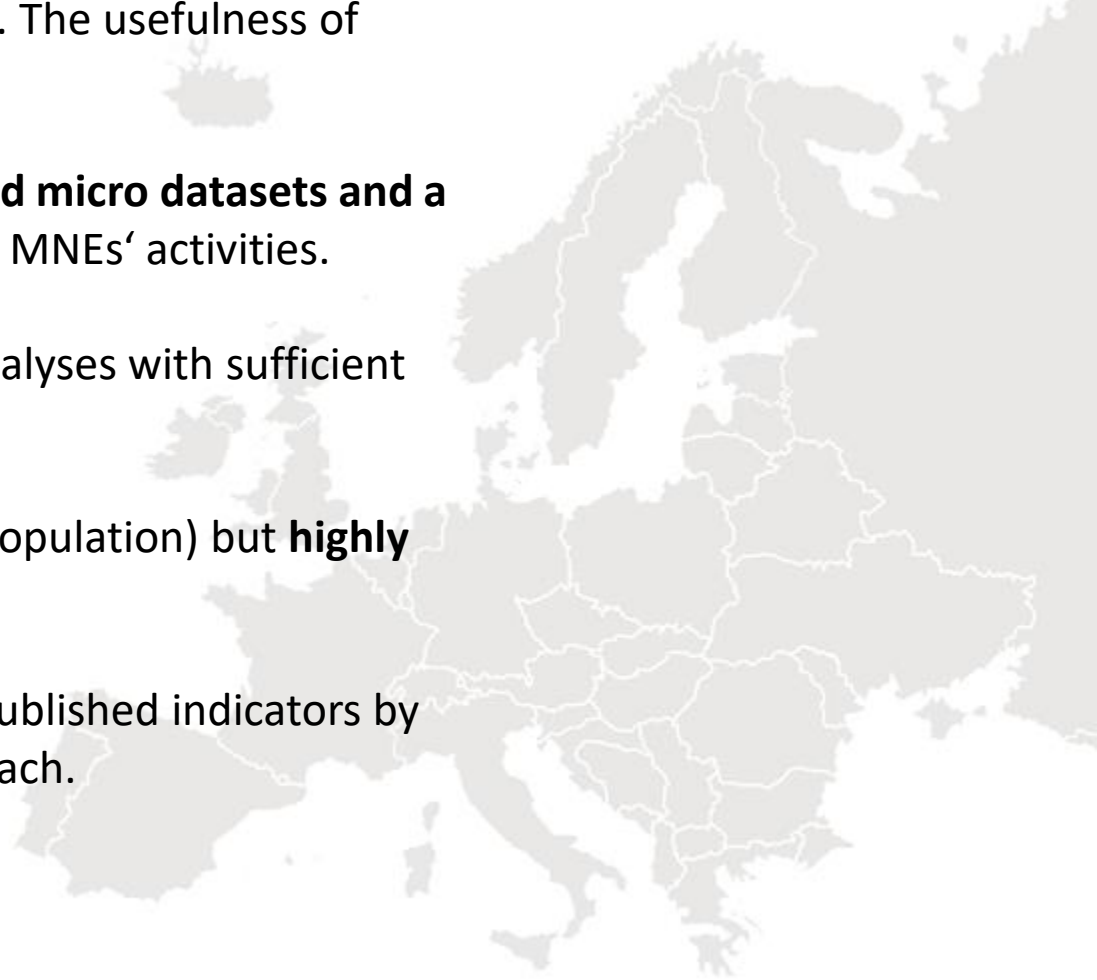 . The usefulness of
d micro datasets and a
MNEs‘ activities.
alyses with sufficient
opulation) but highly
ublished indicators by
ach.